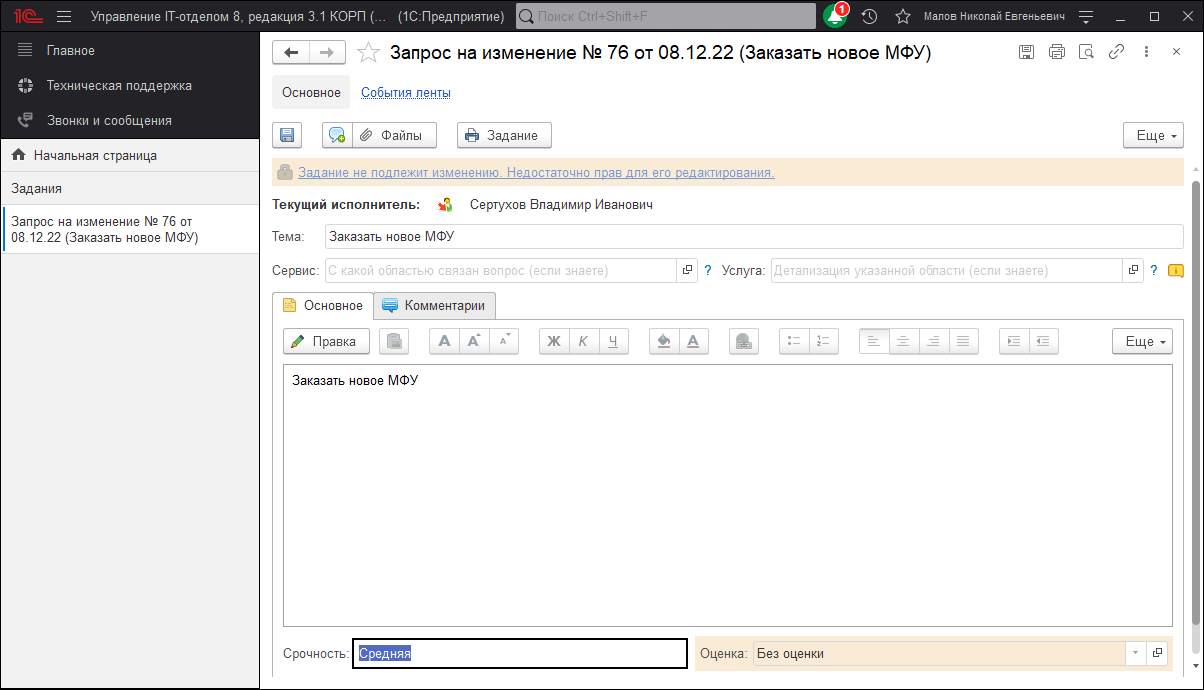 1С Управление IT-отделом 8, редакция 3.1 КОРП (... (1С:Предприятие) Поиск Ctrl+Shift+F 1 Малов Николай Евгеньевич
Главное
Техническая поддержка
Звонки и сообщения
Начальная страница
Задания
Запрос на изменение № 76 от
08.12.22 (Заказать новое МФУ)
Запрос на изменение № 76 от 08.12.22 (Заказать новое МФУ)
Основное События ленты
Файлы Задание Еще
Задание не подлежит изменению. Недостаточно прав для его редактирования.
Текущий исполнитель: Сертухов Владимир Иванович
Тема: Заказать новое МФУ
Сервис: С какой областью связан вопрос (если знаете) ? Услуга: Детализация указанной области (если знаете) ?
Основное Комментарии
Правка A A A Ж К Ч A Еще
Заказать новое МФУ
Срочность: Средняя Оценка: Без оценки